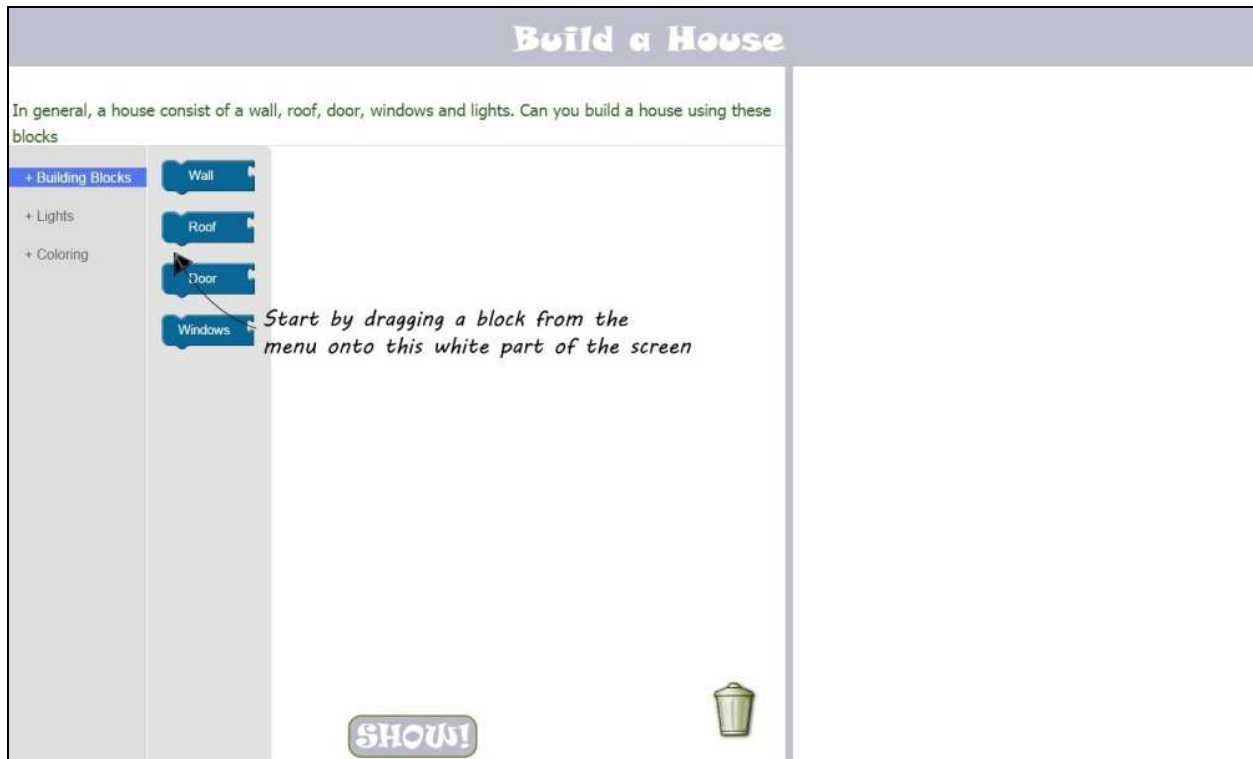 Build a House
In general, a house consist of a wall, roof, door, windows and lights. Can you build a house using these
blocks
+ Building Blocks
+ Lights
+ Coloring
Wall
Roof
Door
Windows
Start by dragging a block from the
menu onto this white part of the screen
SHOW!